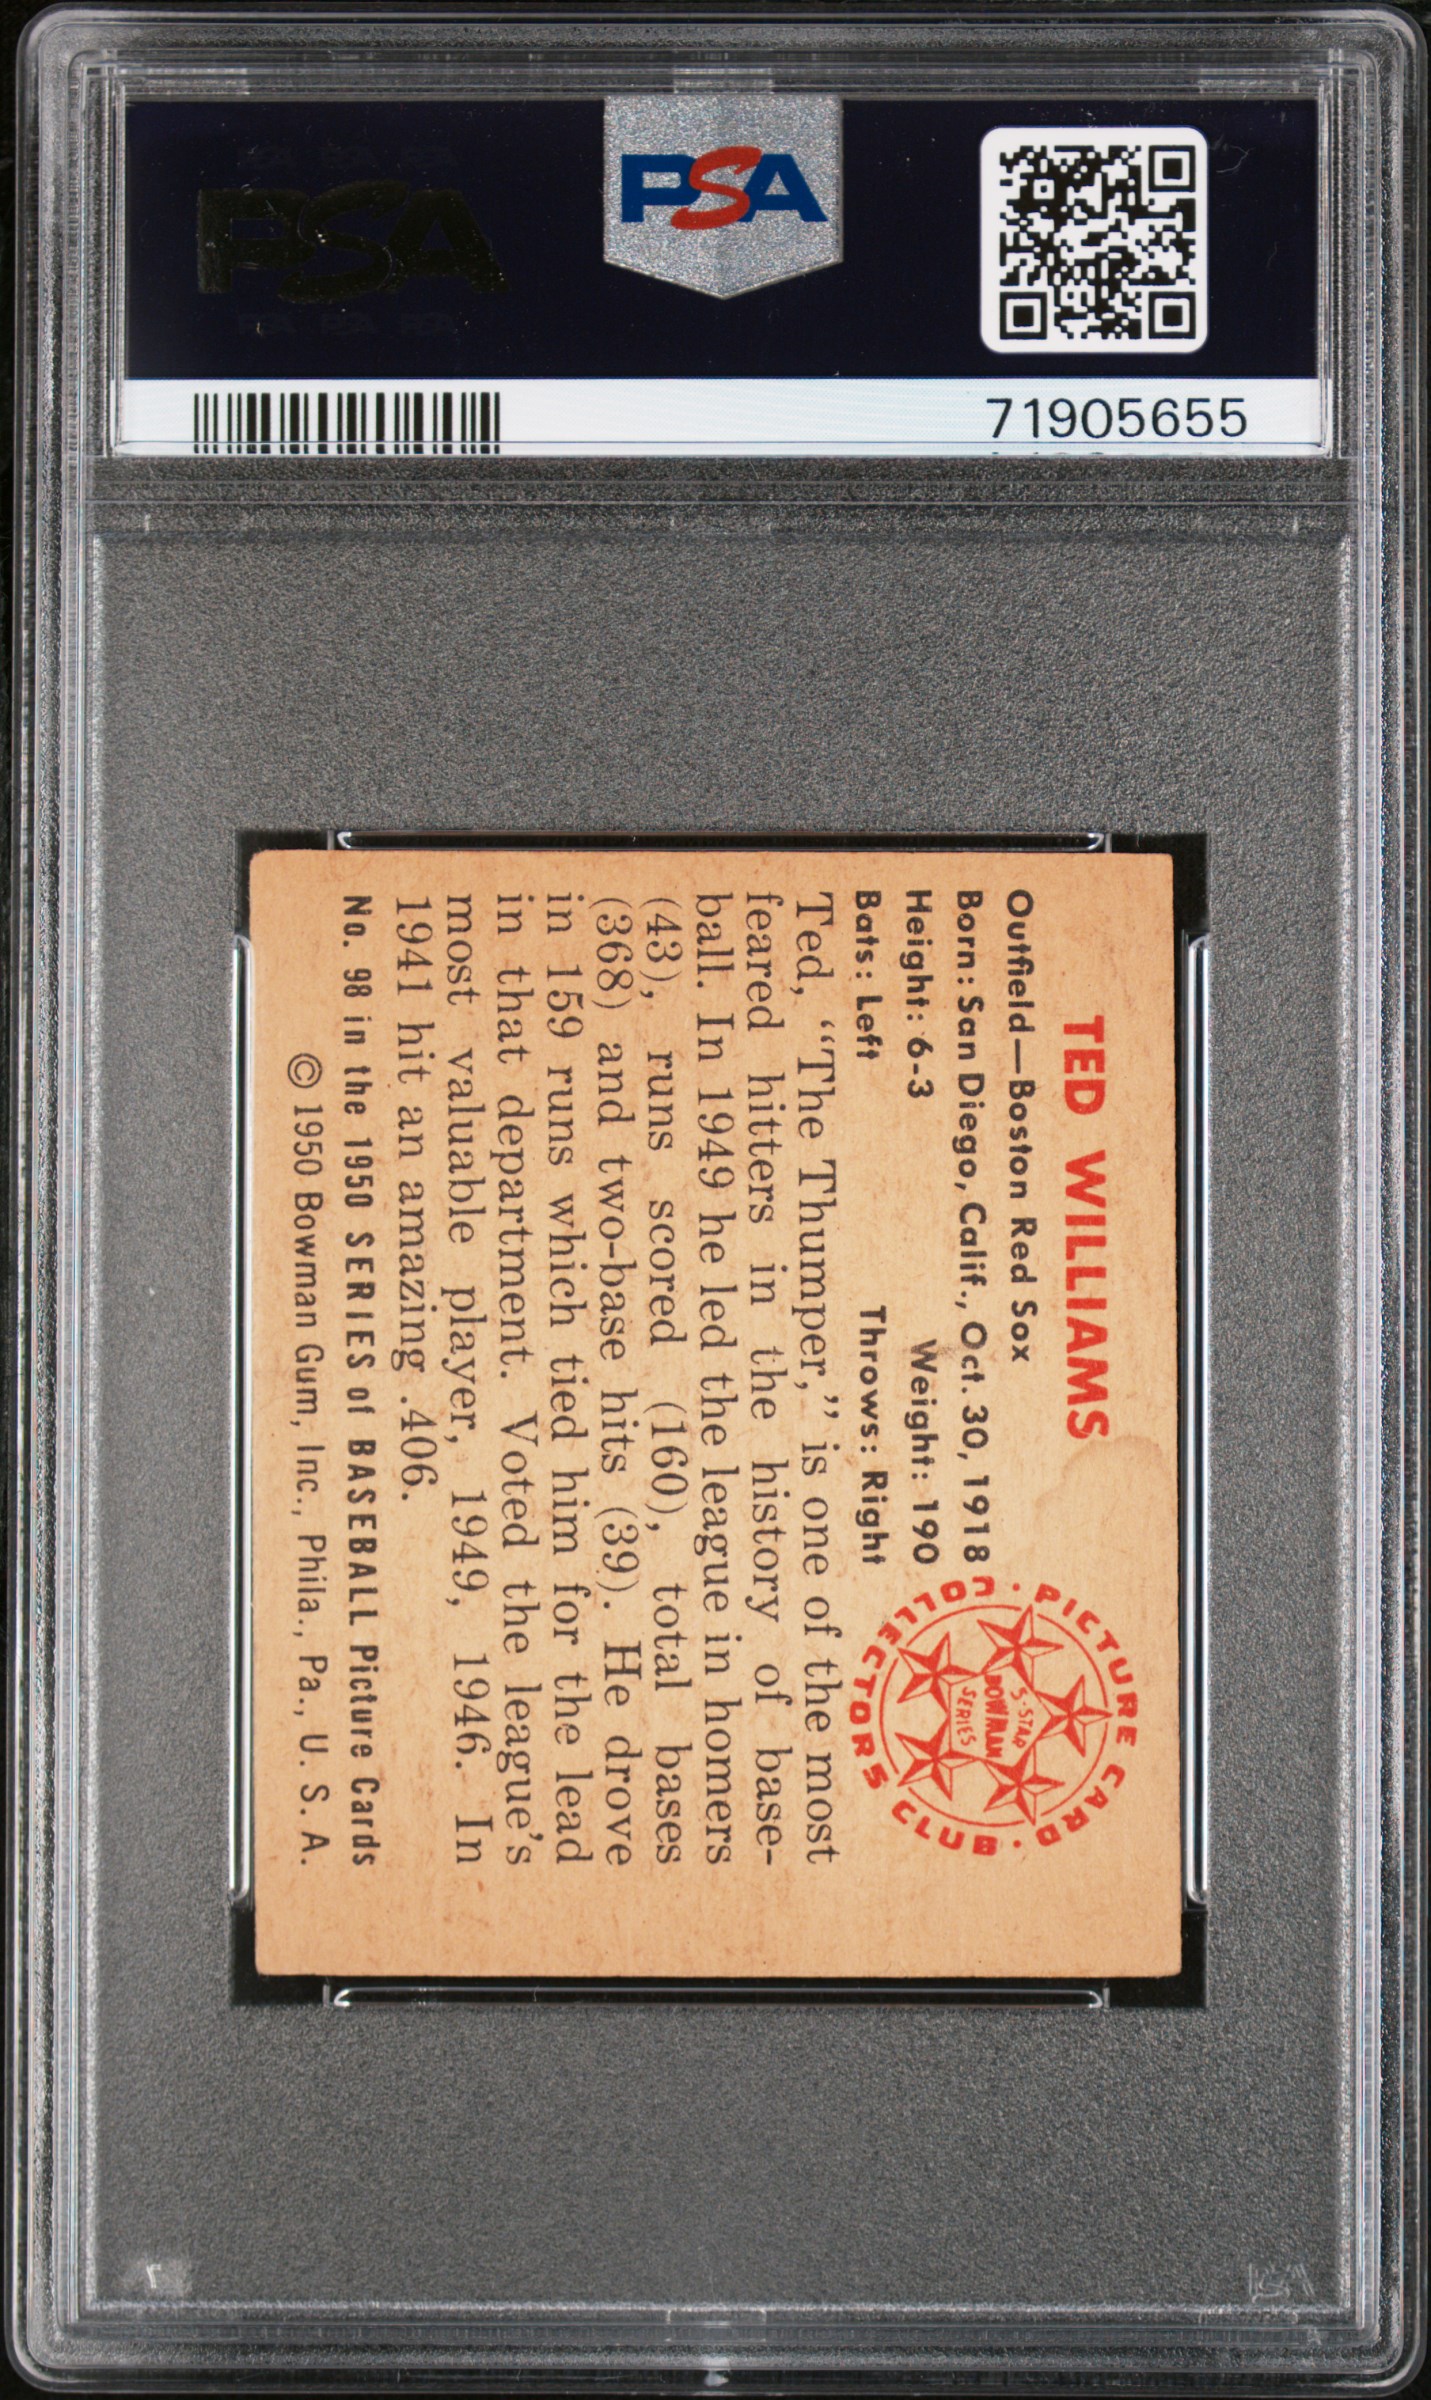 PSA
PSA
71905655
TED WILLIAMS
Outfield—Boston Red Sox
Born: San Diego, Calif., Oct. 30, 1918
Height: 6-3 Weight: 190
Bats: Left Throws: Right
PICTURE CARD
COLLECTORS CLUB
5-STAR
BOWMAN
SERIES
Ted, “The Thumper,” is one of the most
feared hitters in the history of base-
ball. In 1949 he led the league in homers
(43), runs scored (160), total bases
(368) and two-base hits (39). He drove
in 159 runs which tied him for the lead
in that department. Voted the league's
most valuable player, 1949, 1946. In
1941 hit an amazing .406.
No. 98 in the 1950 SERIES of BASEBALL Picture Cards
© 1950 Bowman Gum, Inc., Phila., Pa., U. S. A.